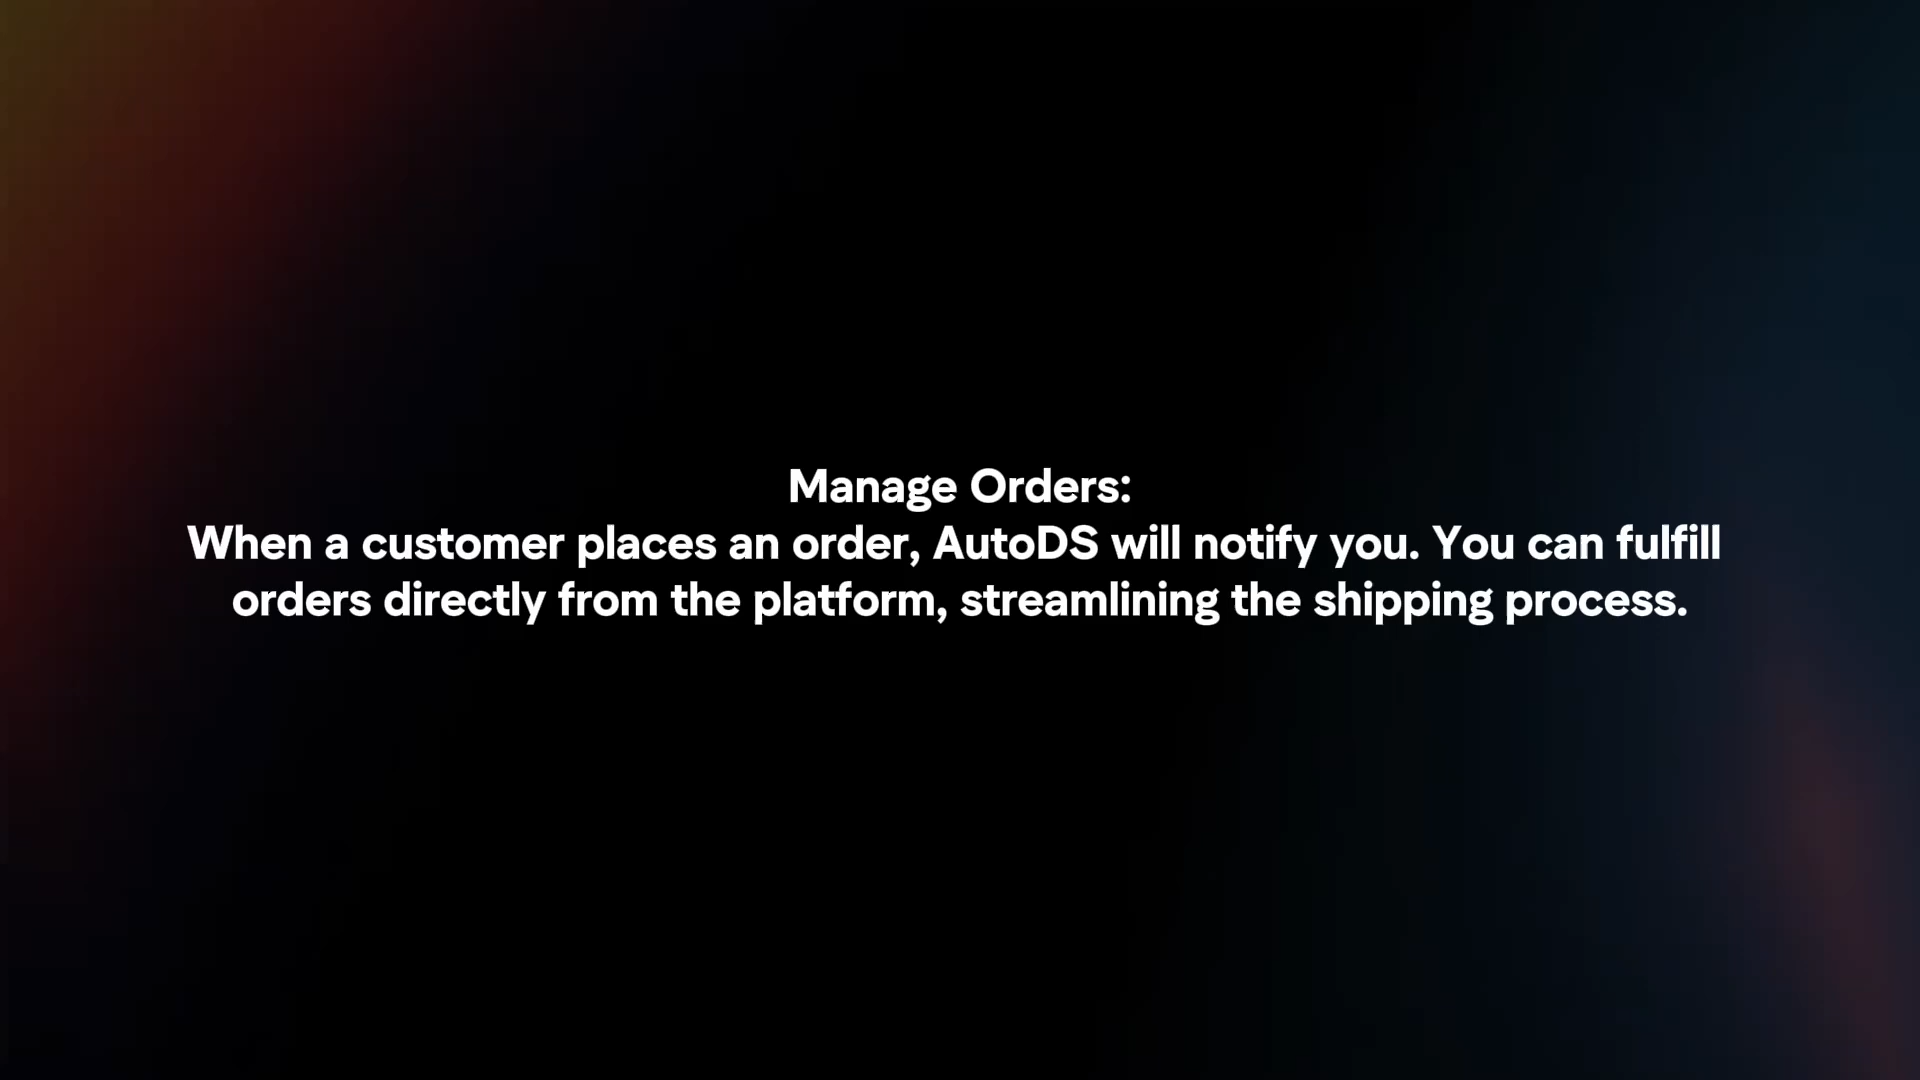 Manage Orders:
When a customer places an order, AutoDS will notify you. You can fulfill
orders directly from the platform, streamlining the shipping process.